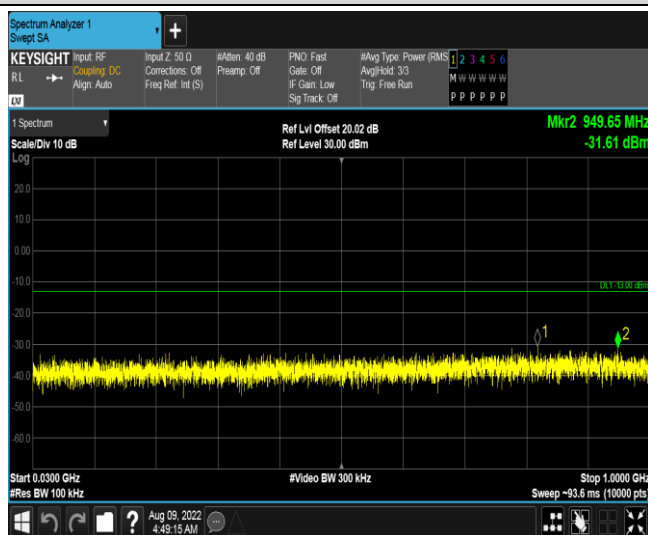 Spectrum Analyzer 1
Swept SA
+
KEYSIGHT
RL
Input: RF
Coupling: DC
Align: Auto
Input Z: 50 Ω
Corrections: Off
Freq Ref: Int (S)
#Atten: 40 dB
Preamp: Off
PNO: Fast
Gate: Off
IF Gain: Low
Sig Track: Off
#Avg Type: Power (RMS
Avg|Hold: 3/3
Trig: Free Run
1 2 3 4 5 6
M W W W W W
P P P P P P
LXI
1 Spectrum
Scale/Div 10 dB
Log
Ref Lvl Offset 20.02 dB
Ref Level 30.00 dBm
Mkr2 949.65 MHz
-31.61 dBm
20.0
10.0
0.00
-10.0
DL1 -13.00 dBm
-20.0
-30.0
1
2
-40.0
-50.0
-60.0
Start 0.0300 GHz
#Res BW 100 kHz
#Video BW 300 kHz
Stop 1.0000 GHz
Sweep ~93.6 ms (10000 pts)
?
Aug 09, 2022
4:49:15 AM